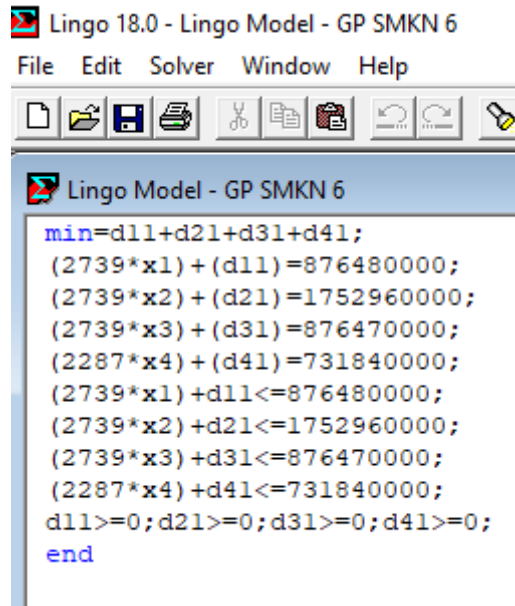 Lingo 18.0 - Lingo Model - GP SMKN 6
File Edit Solver Window Help
Lingo Model - GP SMKN 6
min=d11+d21+d31+d41;
(2739*x1)+(d11)=876480000;
(2739*x2)+(d21)=1752960000;
(2739*x3)+(d31)=876470000;
(2287*x4)+(d41)=731840000;
(2739*x1)+d11<=876480000;
(2739*x2)+d21<=1752960000;
(2739*x3)+d31<=876470000;
(2287*x4)+d41<=731840000;
d11>=0;d21>=0;d31>=0;d41>=0;
end